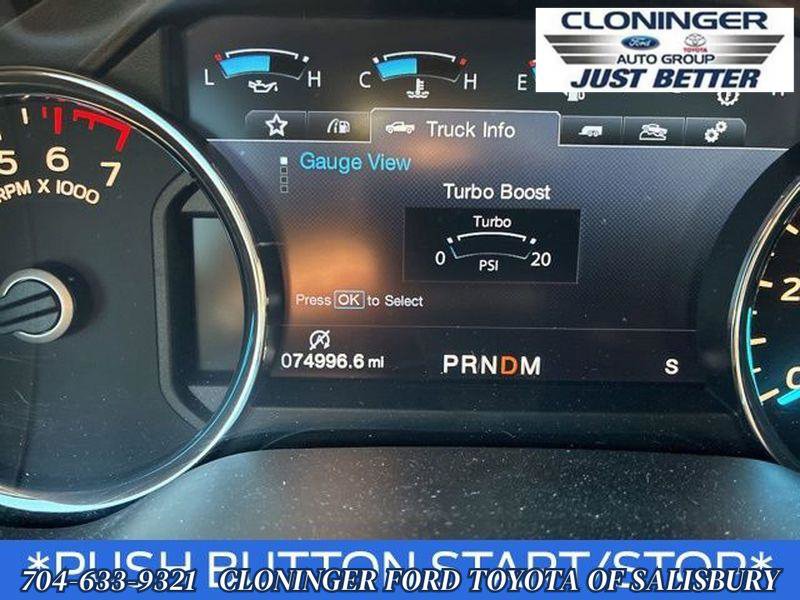 CLONINGER
Ford
TOYOTA
AUTO GROUP
JUST BETTER
L H C H E
Truck Info
Gauge View
Turbo Boost
Turbo
0 20
PSI
Press OK to Select
074996.6 mi
PRNDM
S
5 6 7
RPM X 1000
2
0
*PUSH BUTTON START/STOP*
704-633-9321 CLONINGER FORD TOYOTA OF SALISBURY